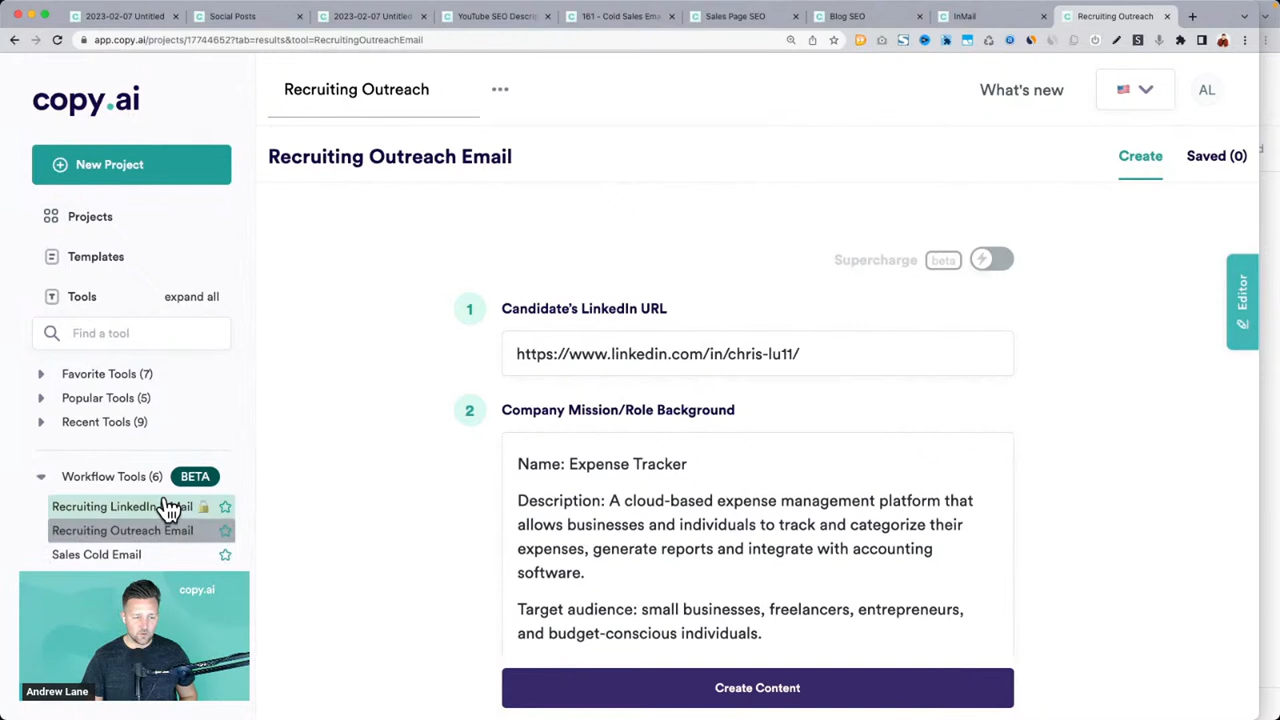 2023-02-07 Untitled
Social Posts
2023-02-07 Untitled
YouTube SEO Descri
161 - Cold Sales Ema
Sales Page SEO
Blog SEO
InMail
Recruiting Outreach
app.copy.ai/projects/17744652?tab=results&tool=RecruitingOutreachEmail
copy.ai
Recruiting Outreach
What's new
AL
New Project
Recruiting Outreach Email
Create
Saved (0)
Projects
Templates
Tools
expand all
Find a tool
Favorite Tools (7)
Popular Tools (5)
Recent Tools (9)
Workflow Tools (6)
BETA
Recruiting LinkedIn
ail
Recruiting Outreach Email
Sales Cold Email
copy.ai
Andrew Lane
Supercharge
beta
Editor
1
Candidate's LinkedIn URL
https://www.linkedin.com/in/chris-lu11/
2
Company Mission/Role Background
Name: Expense Tracker
Description: A cloud-based expense management platform that
allows businesses and individuals to track and categorize their
expenses, generate reports and integrate with accounting
software.
Target audience: small businesses, freelancers, entrepreneurs,
and budget-conscious individuals.
Create Content